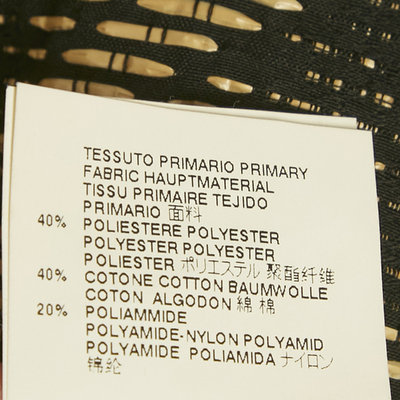 TESSUTO PRIMARIO PRIMARY
FABRIC HAUPTMATERIAL
TISSU PRIMAIRE TEJIDO
PRIMARIO 面料
40% POLIESTERE POLYESTER
POLYESTER POLYESTER
POLIESTER ポリエステル 聚酯纤维
40% COTONE COTTON BAUMWOLLE
COTON ALGODON 綿 棉
20% POLIAMMIDE
POLYAMIDE-NYLON POLYAMID
POLYAMIDE POLIAMIDA ナイロン
锦纶